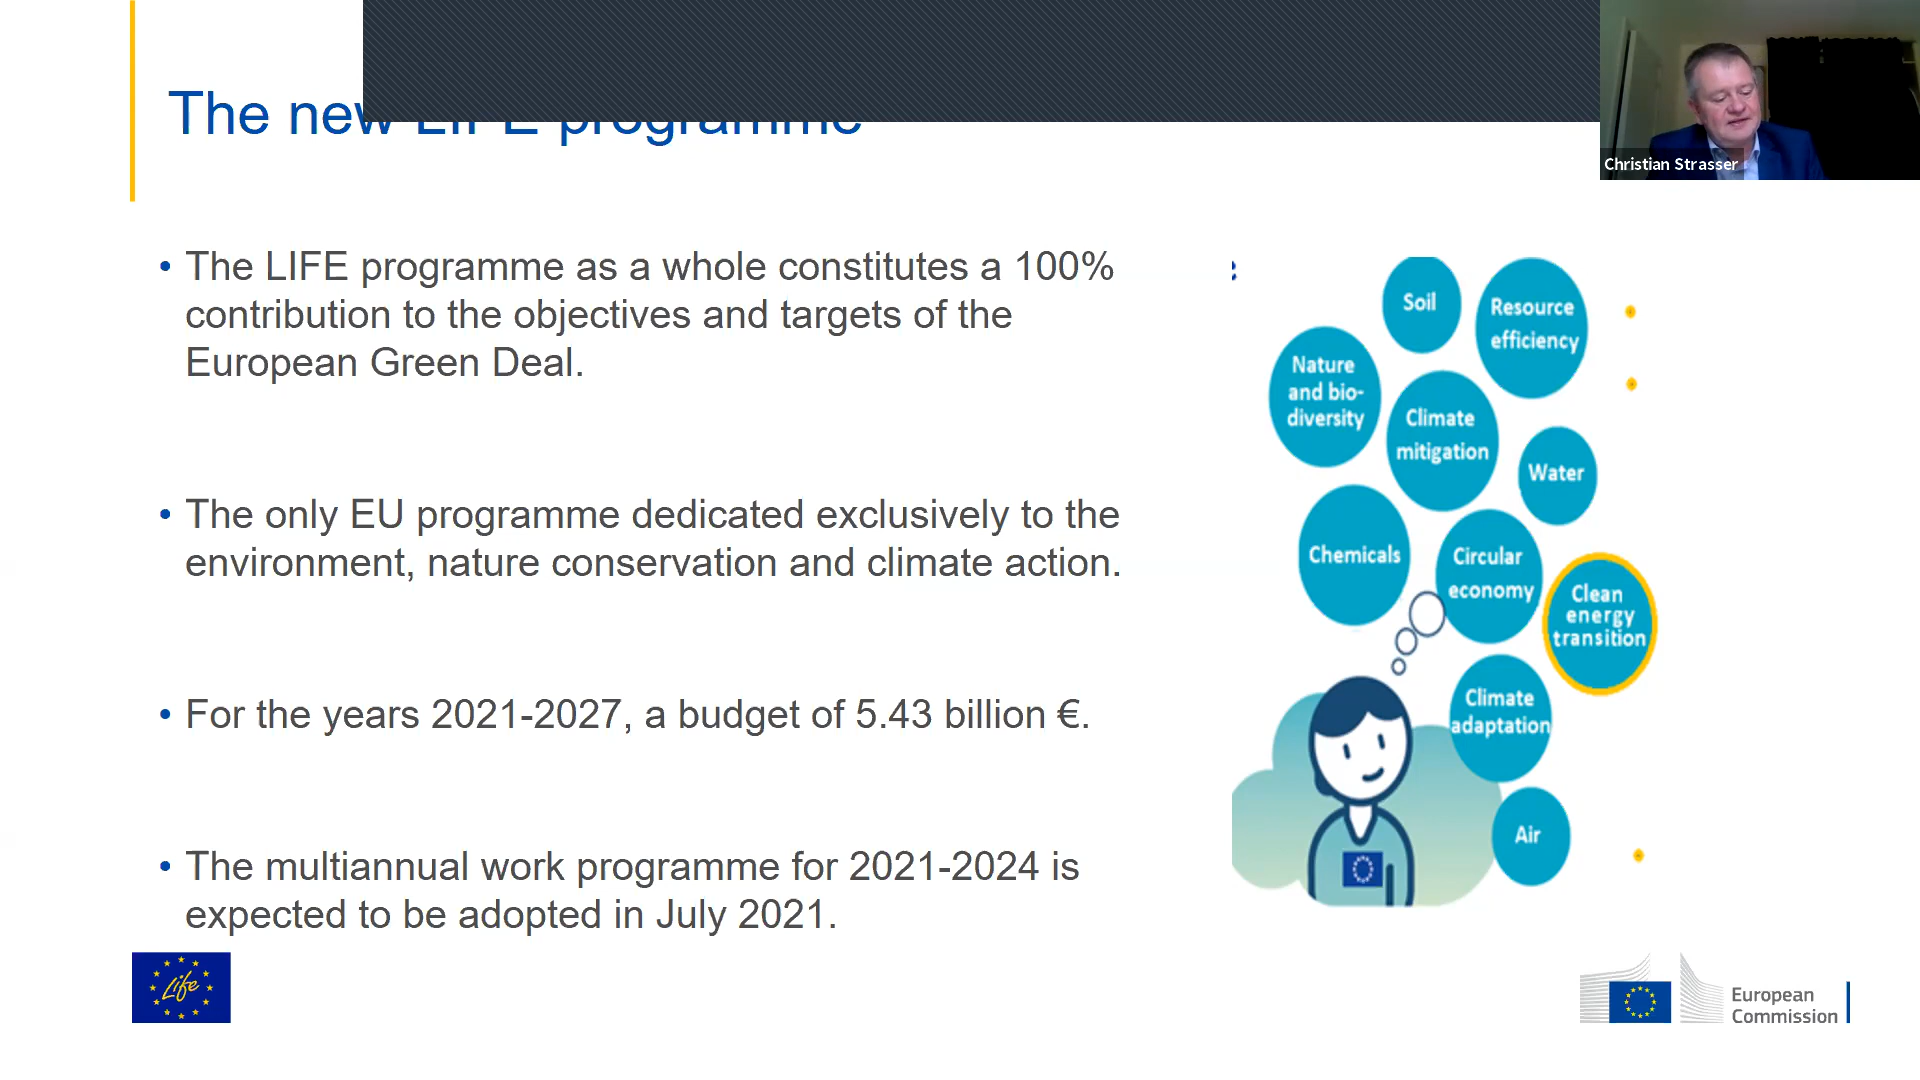 The new LIFE programme
Christian Strasser
• The LIFE programme as a whole constitutes a 100%
contribution to the objectives and targets of the
European Green Deal.
• The only EU programme dedicated exclusively to the
environment, nature conservation and climate action.
• For the years 2021-2027, a budget of 5.43 billion €.
• The multiannual work programme for 2021-2024 is
expected to be adopted in July 2021.
Soil
Resource
efficiency
Nature
and bio-
diversity
Climate
mitigation
Water
Chemicals
Circular
economy
Clean
energy
transition
Climate
adaptation
Air
Life
European
Commission